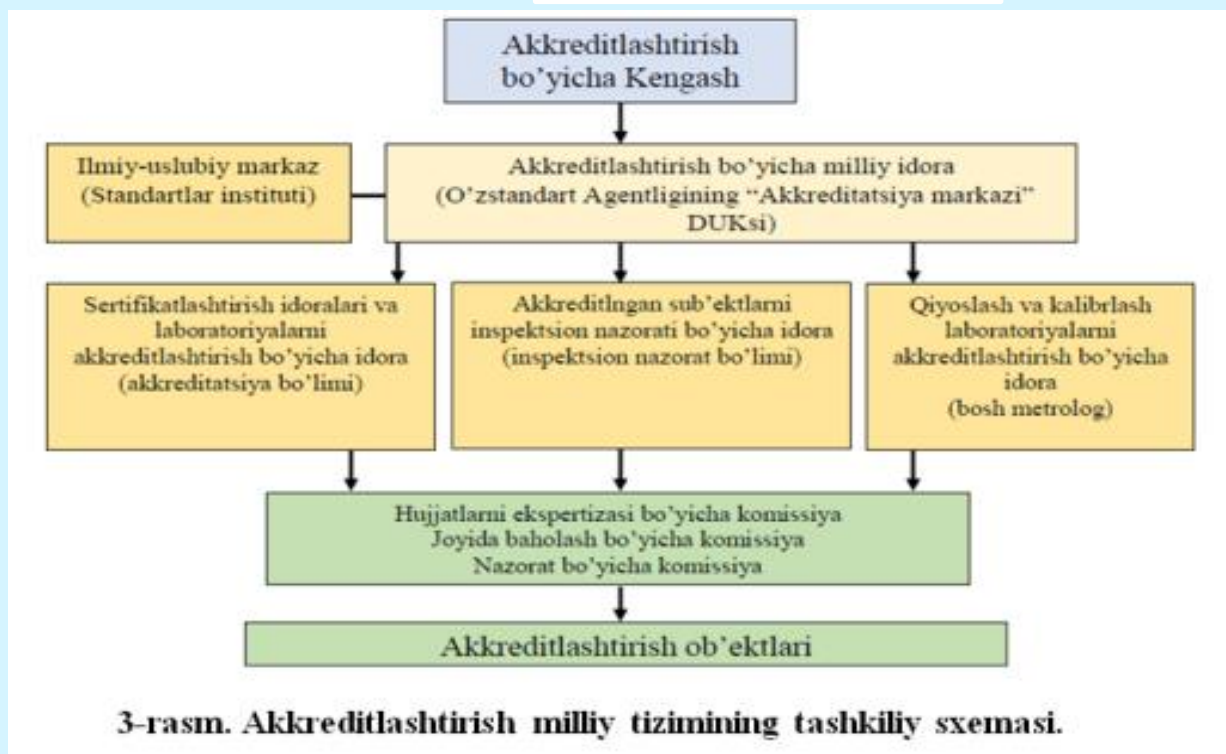 Akkreditlashtirish
bo’yicha Kengash
Ilmiy-uslubiy markaz
(Standartlar instituti)
Akkreditlashtirish bo’yicha milliy idora
(O’zstandart Agentligining “Akkreditatsiya markazi”
DUKsi)
Sertifikatlashtirish idoralari va
laboratoriyalarni
akkreditlashtirish bo’yicha idora
(akkreditatsiya bo’limi)
Akkreditlngan sub’ektlarni
inspektsion nazorati bo’yicha idora
(inspektsion nazorat bo’limi)
Qiyoslash va kalibrlash
laboratoriyalarni
akkreditlashtirish bo’yicha
idora
(bosh metrolog)
Hujjatlarni ekspertizasi bo’yicha komissiya
Joyida baholash bo’yicha komissiya
Nazorat bo’yicha komissiya
Akkreditlashtirish ob’ektlari
3-rasm. Akkreditlashtirish milliy tizimining tashkiliy sxemasi.